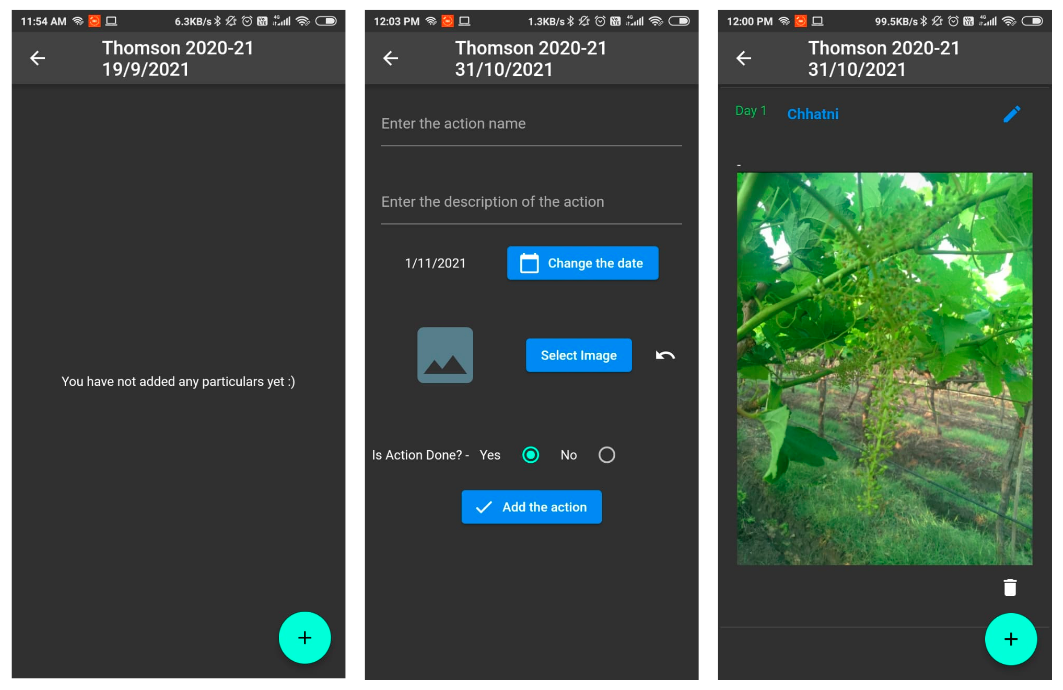 11:54 AM 6.3KB/s
Thomson 2020-21
19/9/2021
You have not added any particulars yet :)
+
12:03 PM 1.3KB/s
Thomson 2020-21
31/10/2021
Enter the action name
Enter the description of the action
1/11/2021 Change the date
Select Image
Is Action Done? - Yes No
Add the action
12:00 PM 99.5KB/s
Thomson 2020-21
31/10/2021
Day 1 Chhatni
-
+